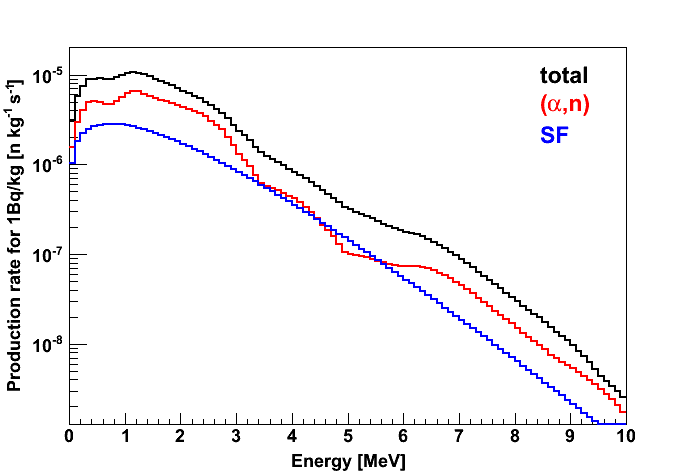 Production rate for 1Bq/kg [n kg⁻¹ s⁻¹]
10⁻⁵
10⁻⁶
10⁻⁷
10⁻⁸
total
(α,n)
SF
0 1 2 3 4 5 6 7 8 9 10
Energy [MeV]